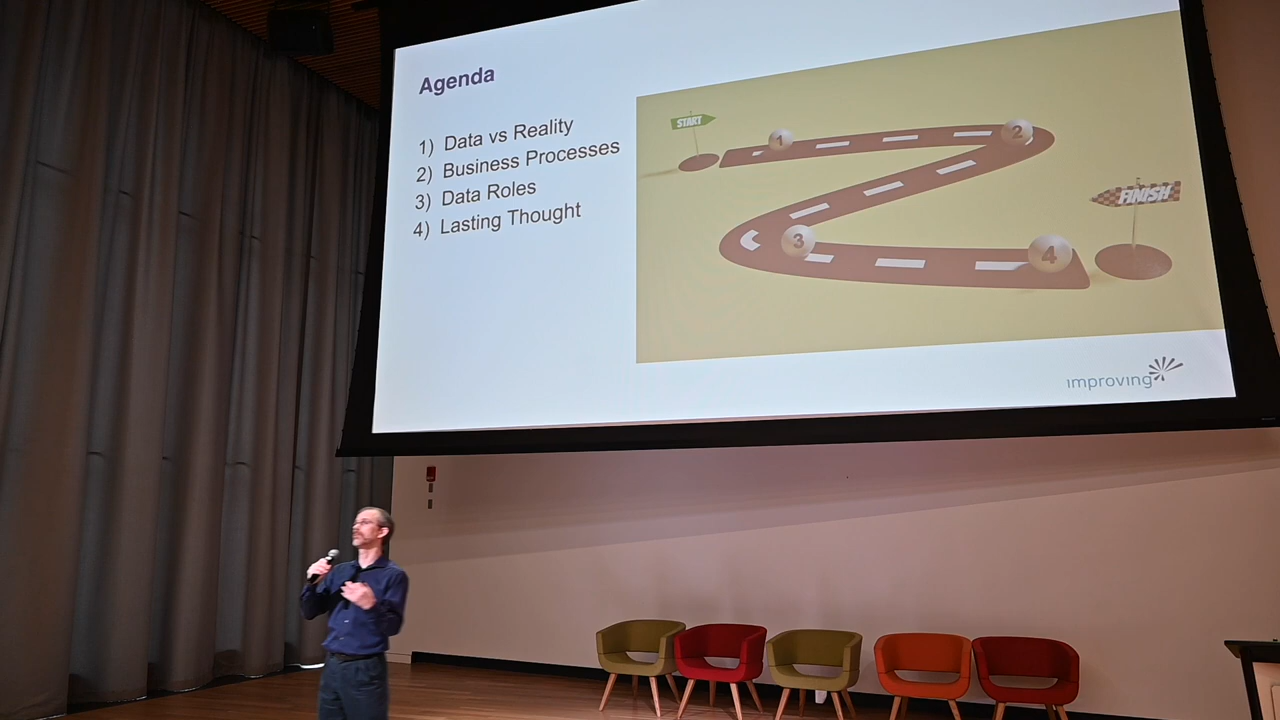 Agenda
1) Data vs Reality
2) Business Processes
3) Data Roles
4) Lasting Thought
START
1
2
FINISH
3
4
improving